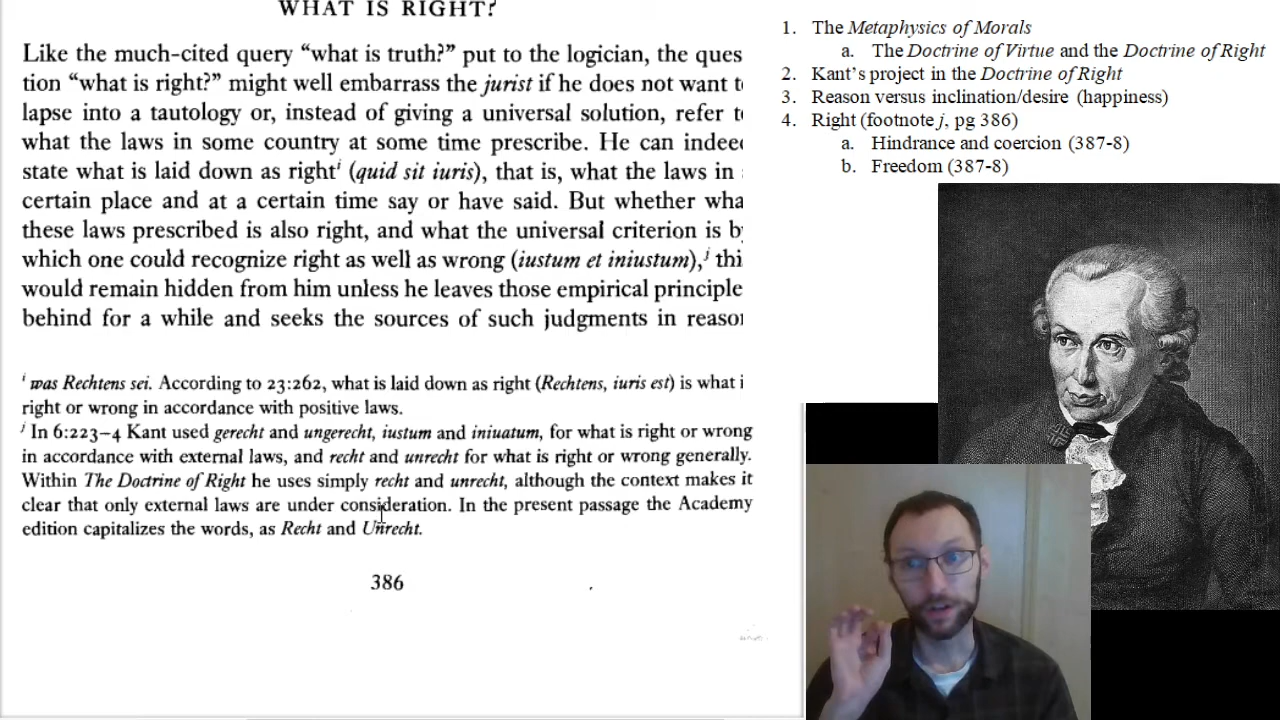 WHAT IS RIGHT?
Like the much-cited query “what is truth?” put to the logician, the ques
tion “what is right?” might well embarrass the jurist if he does not want t
lapse into a tautology or, instead of giving a universal solution, refer t
what the laws in some country at some time prescribe. He can indee
state what is laid down as rightⁱ (quid sit iuris), that is, what the laws in
certain place and at a certain time say or have said. But whether wha
these laws prescribed is also right, and what the universal criterion is b
which one could recognize right as well as wrong (iustum et iniustum),ʲ thi
would remain hidden from him unless he leaves those empirical principle
behind for a while and seeks the sources of such judgments in reaso
ⁱ was Rechtens sei. According to 23:262, what is laid down as right (Rechtens, iuris est) is what i
right or wrong in accordance with positive laws.
ʲ In 6:223–4 Kant used gerecht and ungerecht, iustum and iniuatum, for what is right or wrong
in accordance with external laws, and recht and unrecht for what is right or wrong generally.
Within The Doctrine of Right he uses simply recht and unrecht, although the context makes it
clear that only external laws are under consideration. In the present passage the Academy
edition capitalizes the words, as Recht and Unrecht.
386
1. The Metaphysics of Morals
a. The Doctrine of Virtue and the Doctrine of Right
2. Kant’s project in the Doctrine of Right
3. Reason versus inclination/desire (happiness)
4. Right (footnote j, pg 386)
a. Hindrance and coercion (387-8)
b. Freedom (387-8)